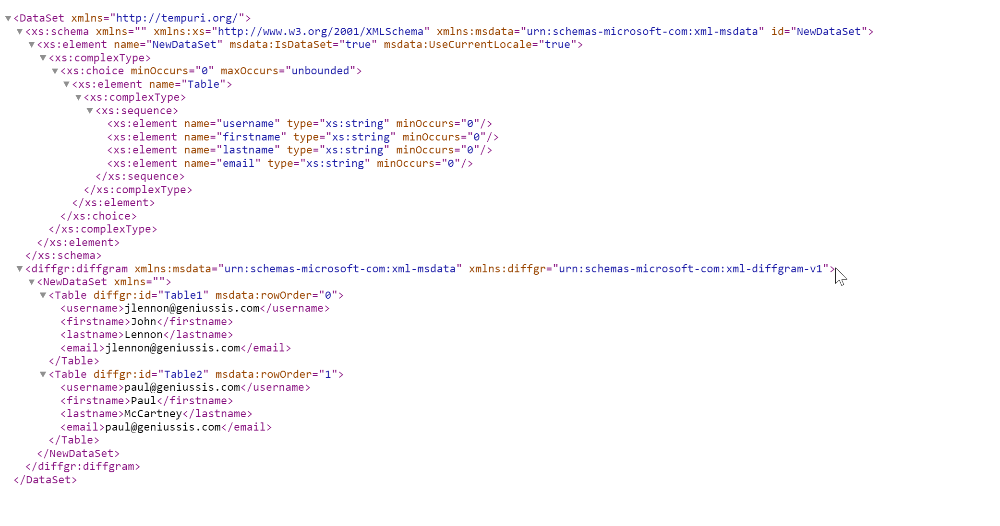 <DataSet xmlns="http://tempuri.org/">
<xs:schema xmlns="" xmlns:xs="http://www.w3.org/2001/XMLSchema" xmlns:msdata="urn:schemas-microsoft-com:xml-msdata" id="NewDataSet">
<xs:element name="NewDataSet" msdata:IsDataSet="true" msdata:UseCurrentLocale="true">
<xs:complexType>
<xs:choice minOccurs="0" maxOccurs="unbounded">
<xs:element name="Table">
<xs:complexType>
<xs:sequence>
<xs:element name="username" type="xs:string" minOccurs="0"/>
<xs:element name="firstname" type="xs:string" minOccurs="0"/>
<xs:element name="lastname" type="xs:string" minOccurs="0"/>
<xs:element name="email" type="xs:string" minOccurs="0"/>
</xs:sequence>
</xs:complexType>
</xs:element>
</xs:choice>
</xs:complexType>
</xs:element>
</xs:schema>
<diffgr:diffgram xmlns:msdata="urn:schemas-microsoft-com:xml-msdata" xmlns:diffgr="urn:schemas-microsoft-com:xml-diffgram-v1">
<NewDataSet xmlns="">
<Table diffgr:id="Table1" msdata:rowOrder="0">
<username>jlennon@geniussis.com</username>
<firstname>John</firstname>
<lastname>Lennon</lastname>
<email>jlennon@geniussis.com</email>
</Table>
<Table diffgr:id="Table2" msdata:rowOrder="1">
<username>paul@geniussis.com</username>
<firstname>Paul</firstname>
<lastname>McCartney</lastname>
<email>paul@geniussis.com</email>
</Table>
</NewDataSet>
</diffgr:diffgram>
</DataSet>